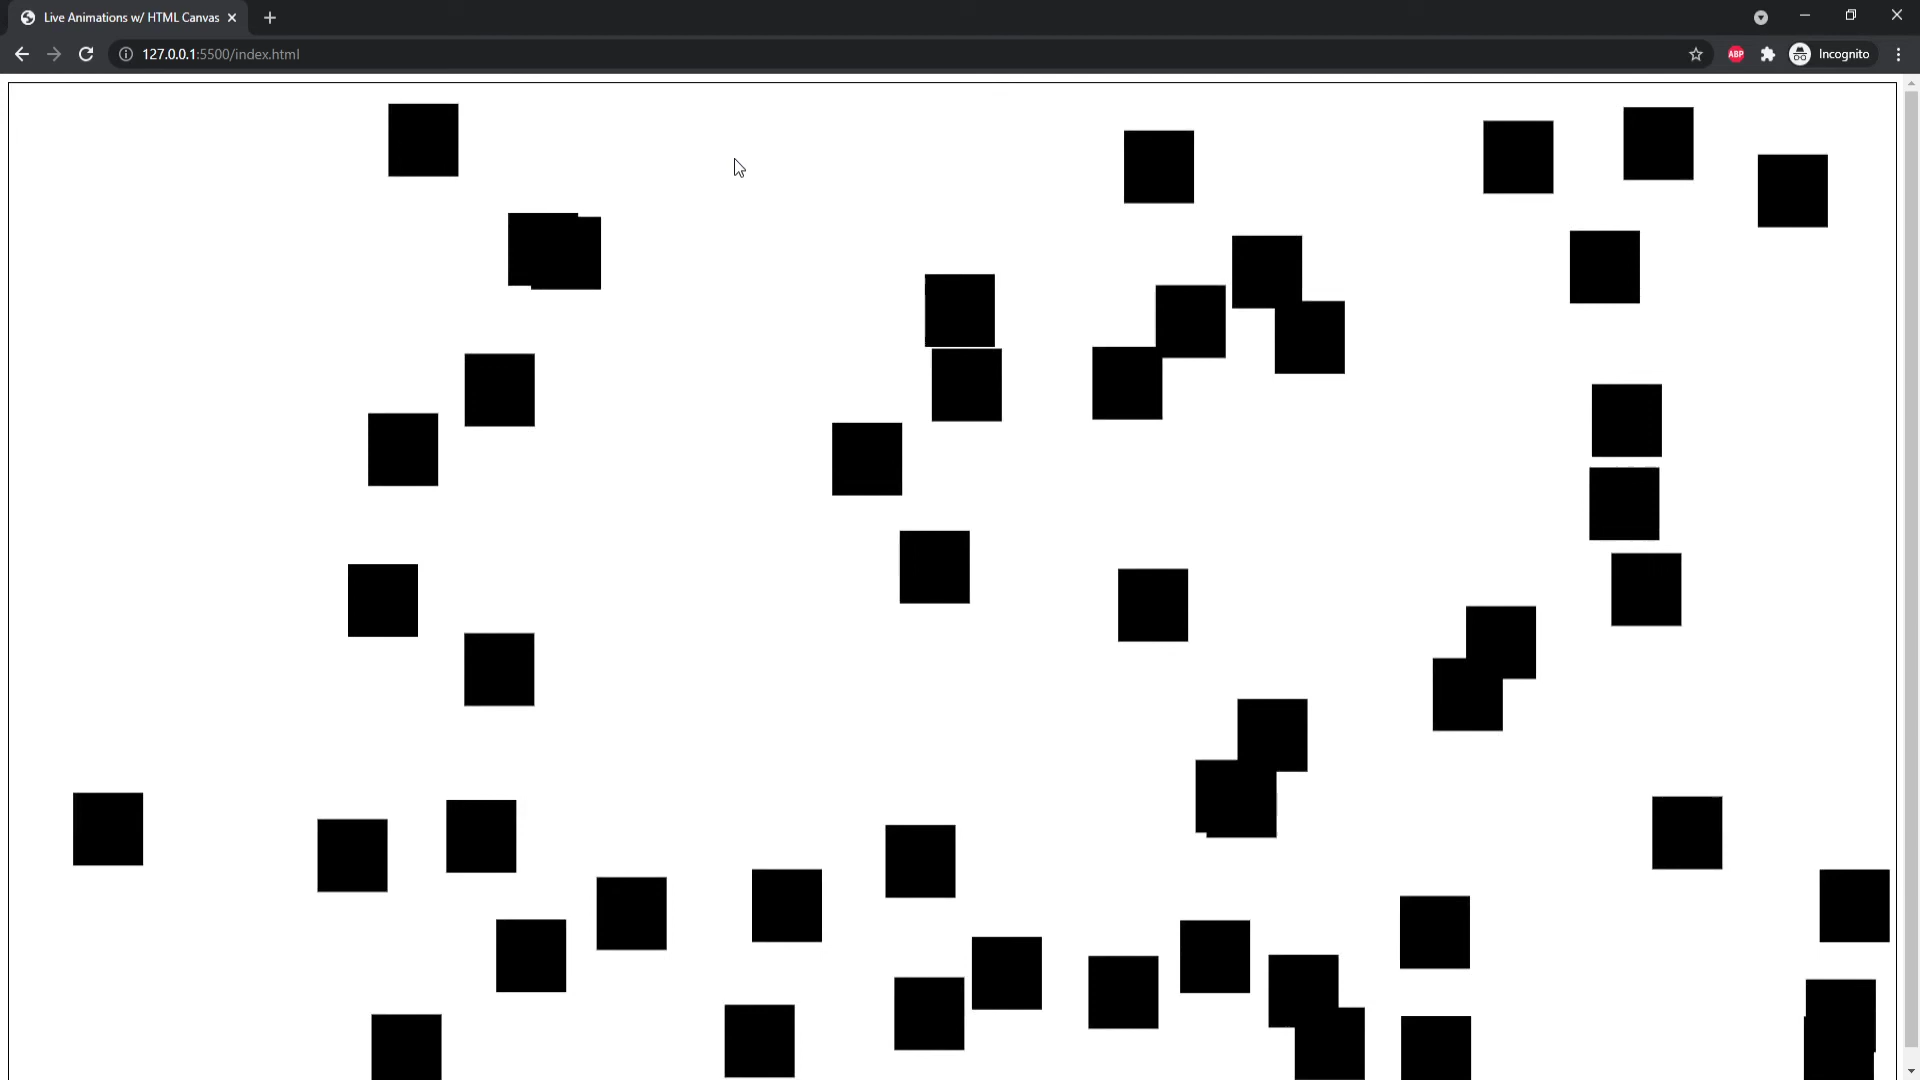 Live Animations w/ HTML Canvas
127.0.0.1:5500/index.html
ABP
Incognito